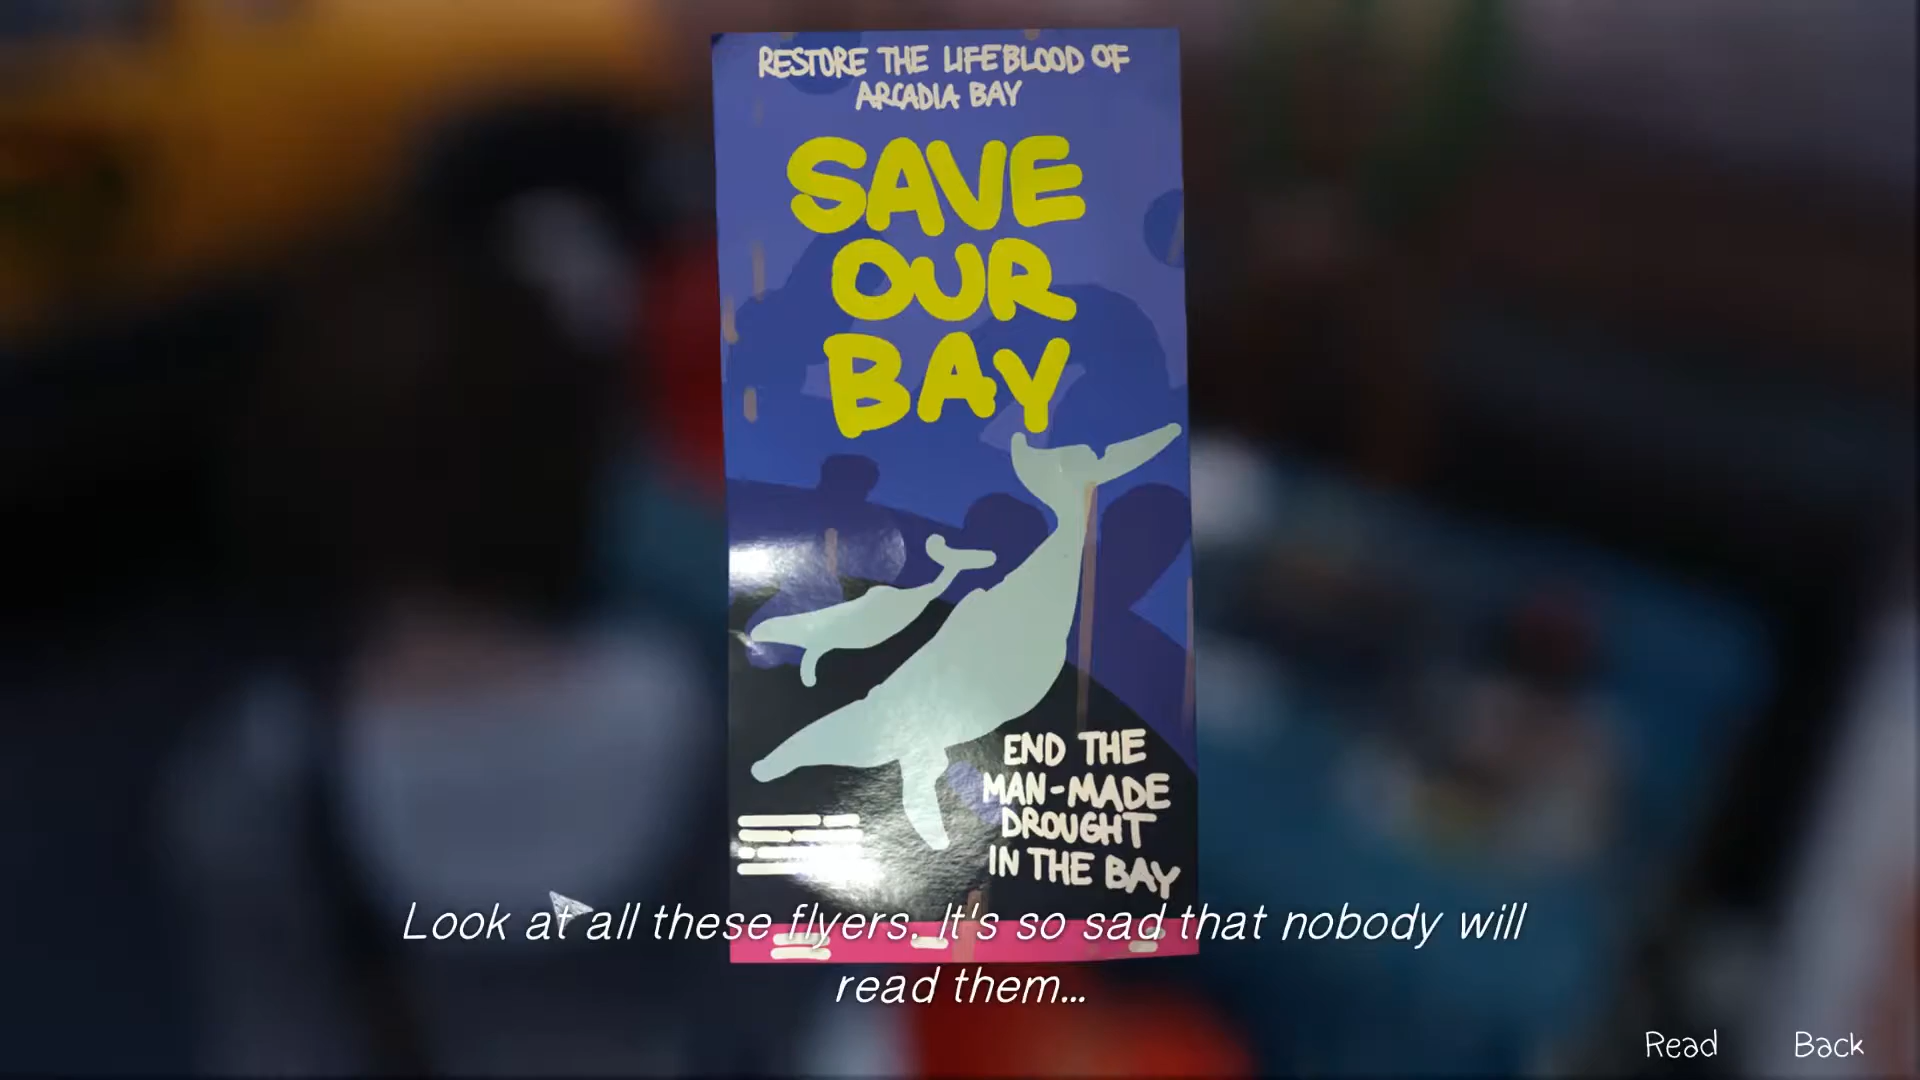 RESTORE THE LIFEBLOOD OF
ARCADIA BAY
SAVE
OUR
BAY
END THE
MAN-MADE
DROUGHT
IN THE BAY
Look at all these flyers. It's so sad that nobody will
read them...
Read Back